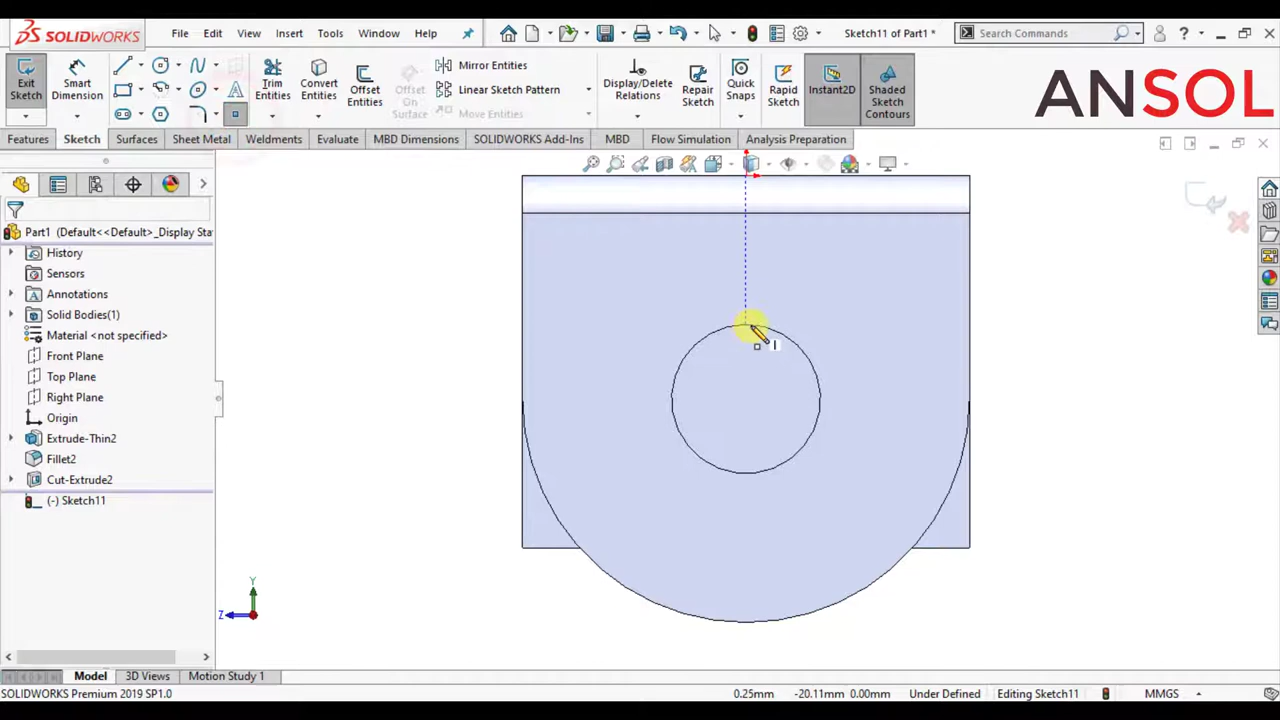 SOLIDWORKS File Edit View Insert Tools Window Help Sketch11 of Part1 * Search Commands ?
Exit Sketch Smart Dimension Trim Entities Convert Entities Offset Entities Offset On Surface Mirror Entities Linear Sketch Pattern Move Entities Display/Delete Relations Repair Sketch Quick Snaps Rapid Sketch Instant2D Shaded Sketch Contours
ANSOL
Features Sketch Surfaces Sheet Metal Weldments Evaluate MBD Dimensions SOLIDWORKS Add-Ins MBD Flow Simulation Analysis Preparation
Part1 (Default<<Default>_Display Sta
History
Sensors
Annotations
Solid Bodies(1)
Material <not specified>
Front Plane
Top Plane
Right Plane
Origin
Extrude-Thin2
Fillet2
Cut-Extrude2
(-) Sketch11
Y
Z
Model 3D Views Motion Study 1
SOLIDWORKS Premium 2019 SP1.0 0.25mm -20.11mm 0.00mm Under Defined Editing Sketch11 MMGS